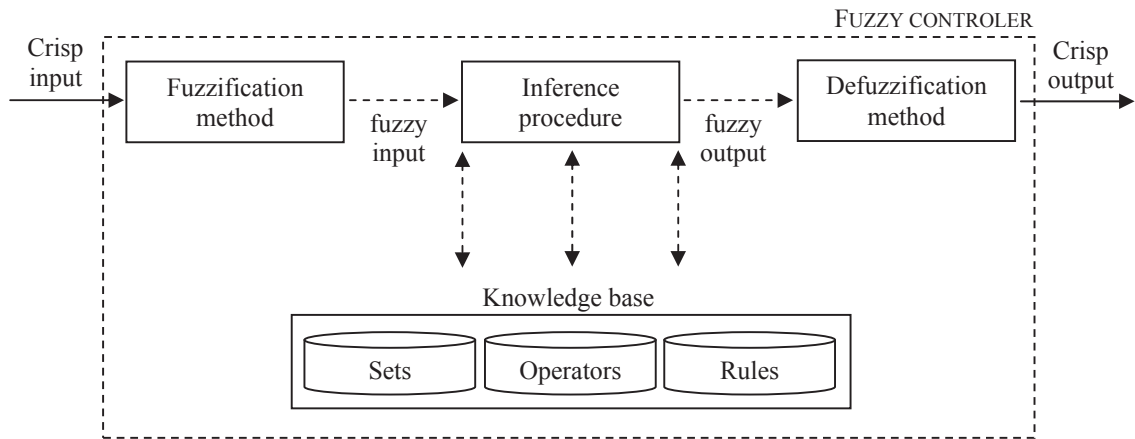 FUZZY CONTROLER
Crisp
input
Fuzzification
method
fuzzy
input
Inference
procedure
fuzzy
output
Defuzzification
method
Crisp
output
Knowledge base
Sets
Operators
Rules